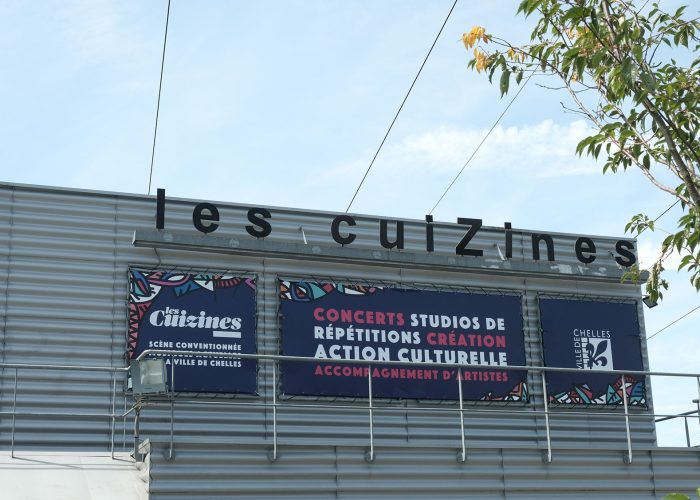 les cuiZines
les
Cuizines
SCÈNE CONVENTIONNÉE
LA VILLE DE CHELLES
CONCERTS STUDIOS DE
RÉPÉTITIONS CRÉATION
ACTION CULTURELLE
ACCOMPAGNEMENT D'ARTISTES
VILLE DE
CHELLES